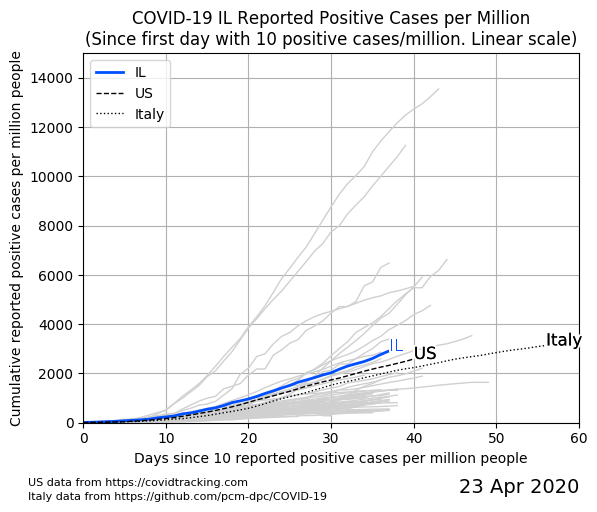 COVID-19 IL Reported Positive Cases per Million
(Since first day with 10 positive cases/million. Linear scale)
Cumulative reported positive cases per million people
14000
12000
10000
8000
6000
4000
2000
0
IL
US
Italy
IL
US
Italy
0 10 20 30 40 50 60
Days since 10 reported positive cases per million people
US data from https://covidtracking.com
Italy data from https://github.com/pcm-dpc/COVID-19
23 Apr 2020